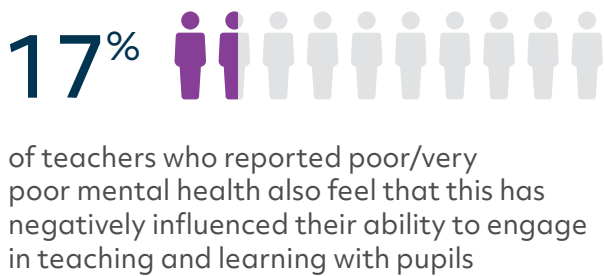 17%
of teachers who reported poor/very
poor mental health also feel that this has
negatively influenced their ability to engage
in teaching and learning with pupils